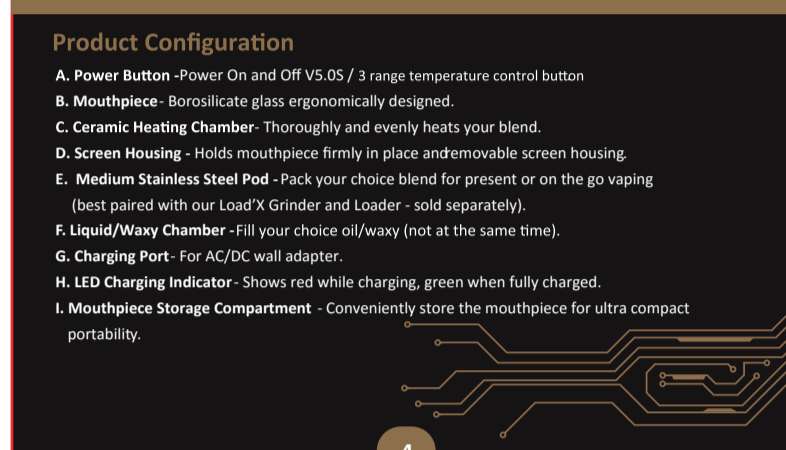 Product Configuration
A. Power Button -Power On and Off V5.0S / 3 range temperature control button
B. Mouthpiece- Borosilicate glass ergonomically designed.
C. Ceramic Heating Chamber- Thoroughly and evenly heats your blend.
D. Screen Housing - Holds mouthpiece firmly in place andremovable screen housing.
E. Medium Stainless Steel Pod -Pack your choice blend for present or on the go vaping
(best paired with our Load'X Grinder and Loader - sold separately).
F. Liquid/Waxy Chamber -Fill your choice oil/waxy (not at the same time).
G. Charging Port- For AC/DC wall adapter.
H. LED Charging Indicator- Shows red while charging, green when fully charged.
I. Mouthpiece Storage Compartment - Conveniently store the mouthpiece for ultra compact
portability.
4